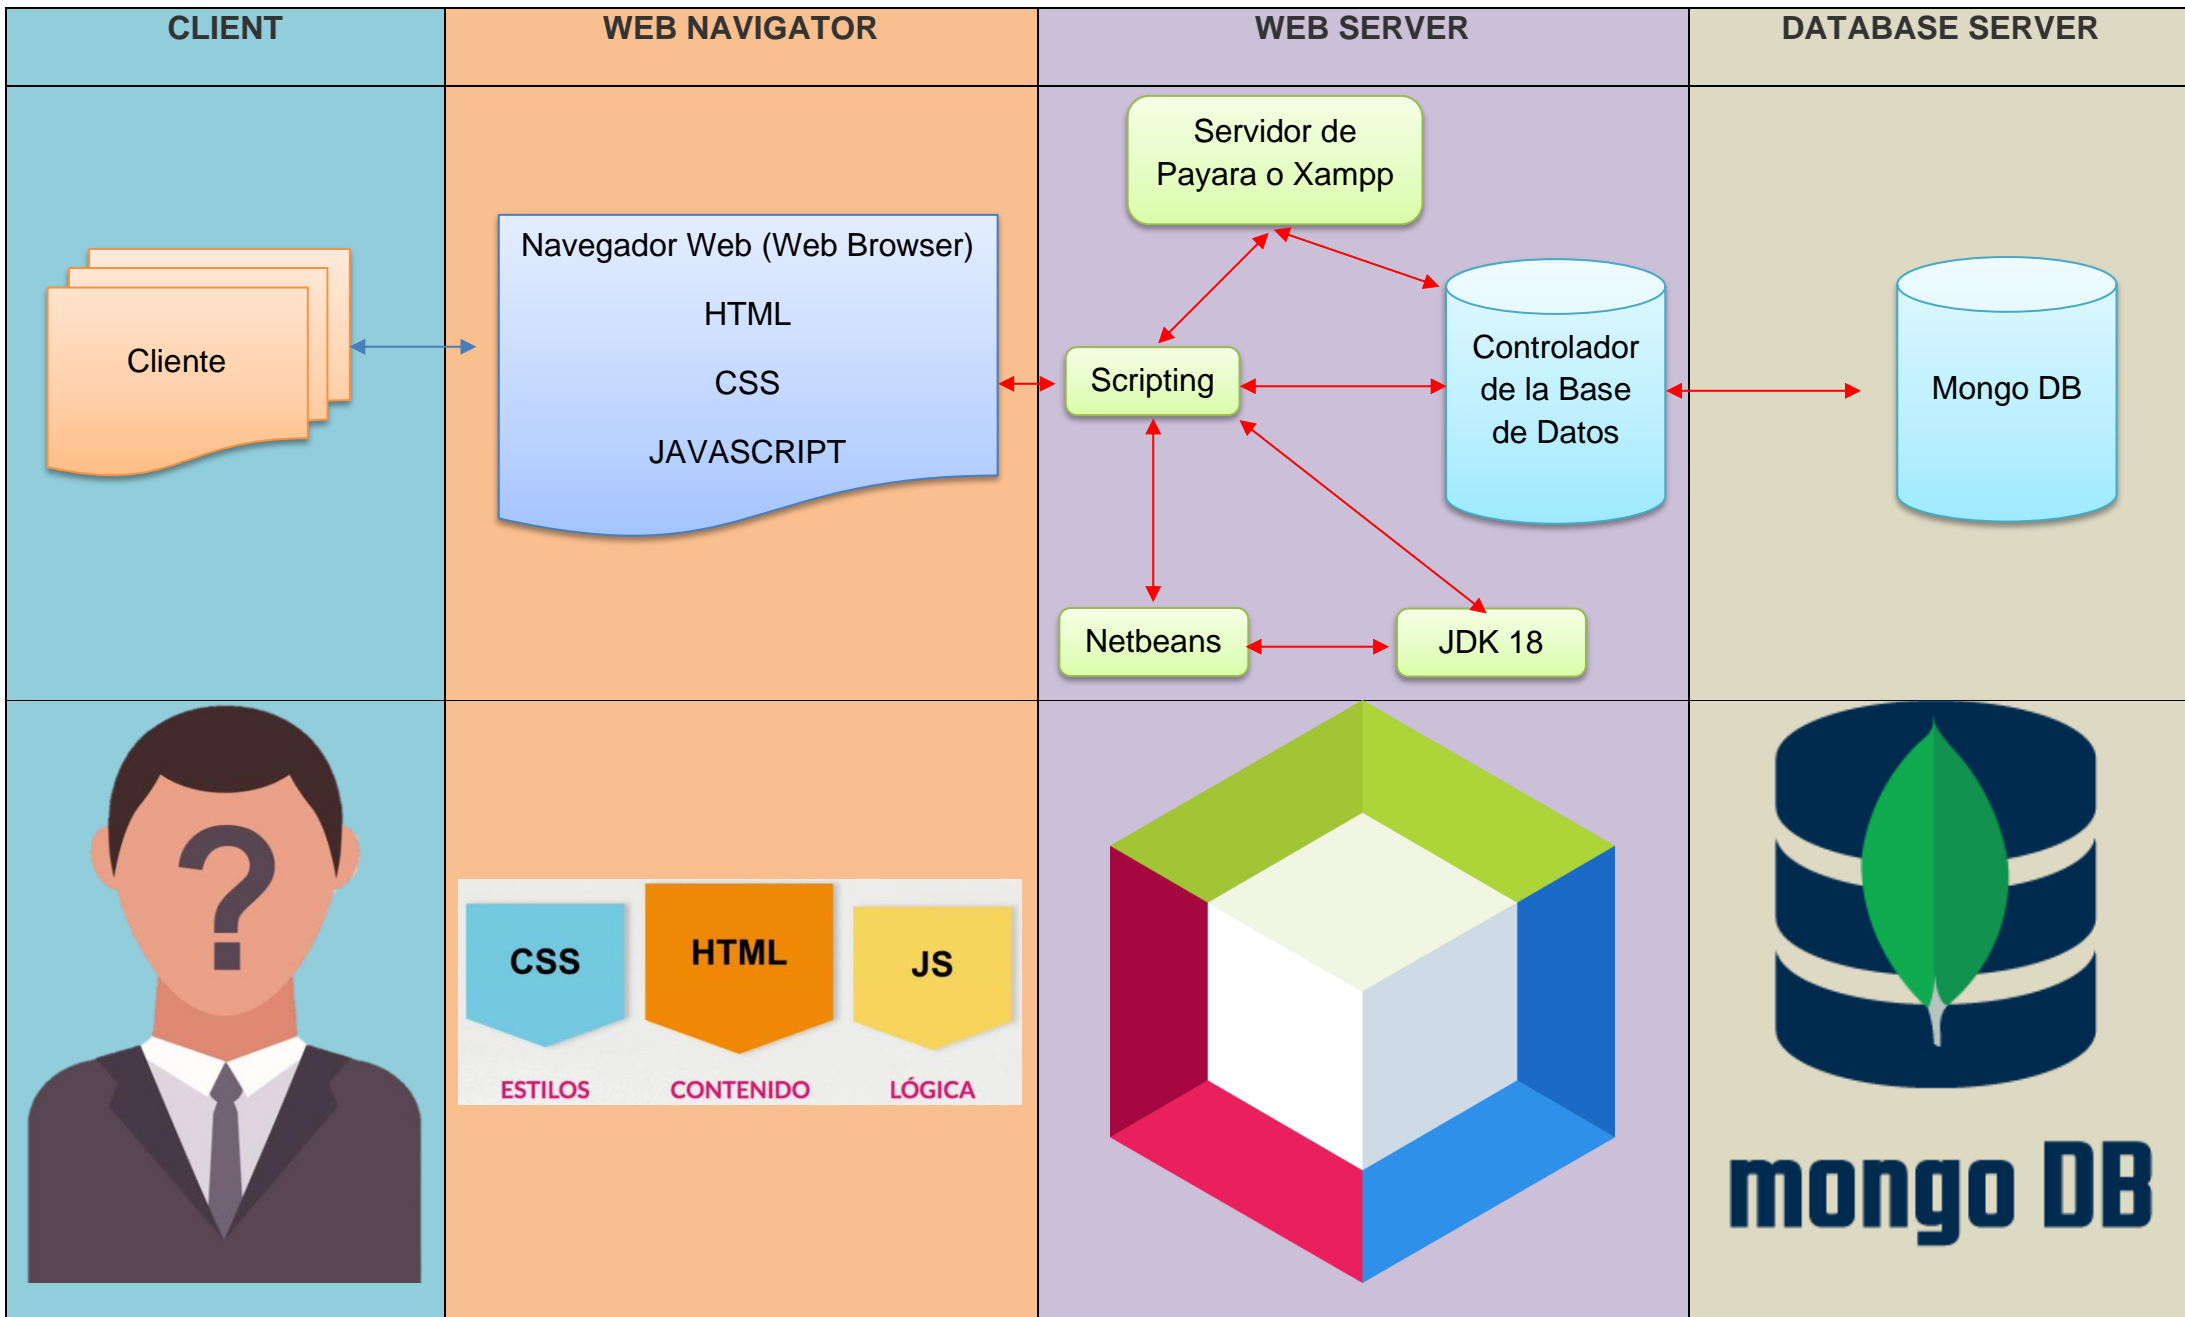 CLIENT
WEB NAVIGATOR
WEB SERVER
DATABASE SERVER
Cliente
Navegador Web (Web Browser)
HTML
CSS
JAVASCRIPT
Servidor de
Payara o Xampp
Scripting
Controlador
de la Base
de Datos
Netbeans
JDK 18
Mongo DB
?
CSS
HTML
JS
ESTILOS
CONTENIDO
LÓGICA
mongo DB